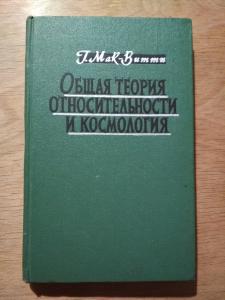 Г. Мак-Витти
ОБЩАЯ ТЕОРИЯ
ОТНОСИТЕЛЬНОСТИ
И КОСМОЛОГИЯ